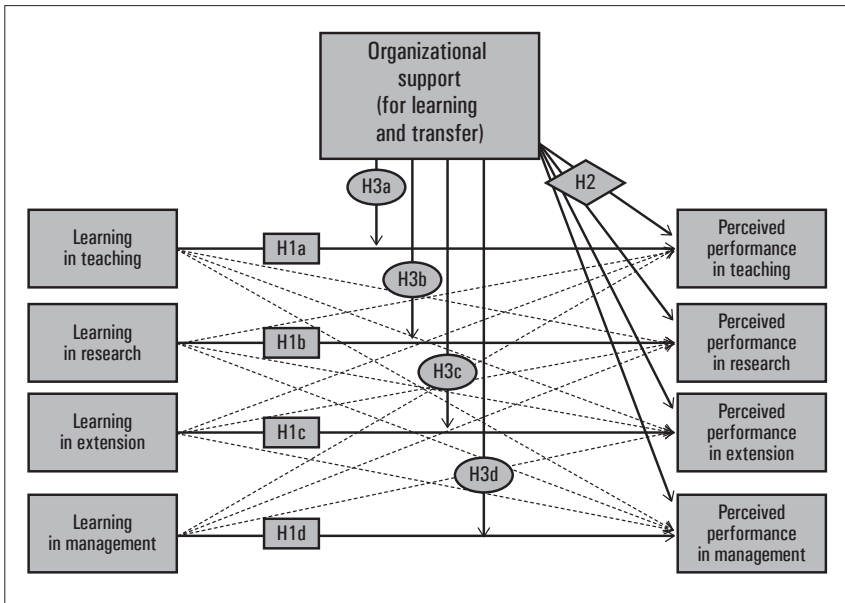 Organizational
support
(for learning
and transfer)
H3a
H2
Learning
in teaching
H1a
Perceived
performance
in teaching
H3b
Learning
in research
H1b
Perceived
performance
in research
H3c
Learning
in extension
H1c
Perceived
performance
in extension
H3d
Learning
in management
H1d
Perceived
performance
in management